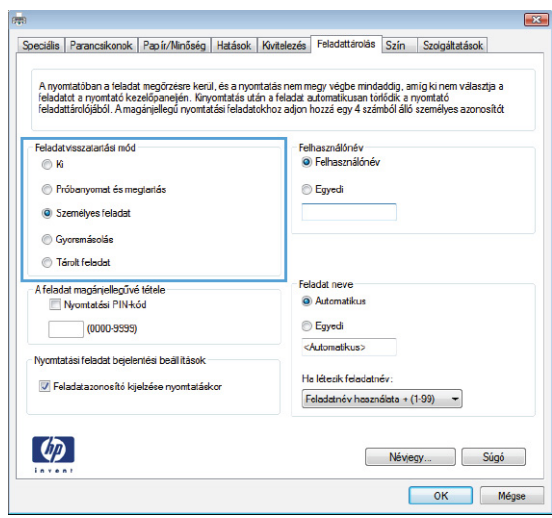 Speciális Parancsikonok Papír/Minőség Hatások Kivitelezés Feladattárolás Szín Szolgáltatások
A nyomtatóban a feladat megőrzésre kerül, és a nyomtatás nem megy végbe mindaddig, amíg ki nem választja a
feladatot a nyomtató kezelőpaneljén. Kinyomtatás után a feladat automatikusan törlődik a nyomtató
feladattárolójából. A magánjellegű nyomtatási feladatokhoz adjon hozzá egy 4 számból álló személyes azonosítót
Feladatvisszatartási mód
Ki
Próbanyomat és megtartás
Személyes feladat
Gyorsmásolás
Tárolt feladat
Felhasználónév
Felhasználónév
Egyedi
A feladat magánjellegűvé tétele
Nyomtatási PIN-kód
(0000-9999)
Feladat neve
Automatikus
Egyedi
<Automatikus>
Nyomtatási feladat bejelentési beállítások
Feladatazonosító kijelzése nyomtatáskor
Ha létezik feladatnév:
Feladatnév használata + (1-99)
hp
invent
Névjegy... Súgó
OK Mégse